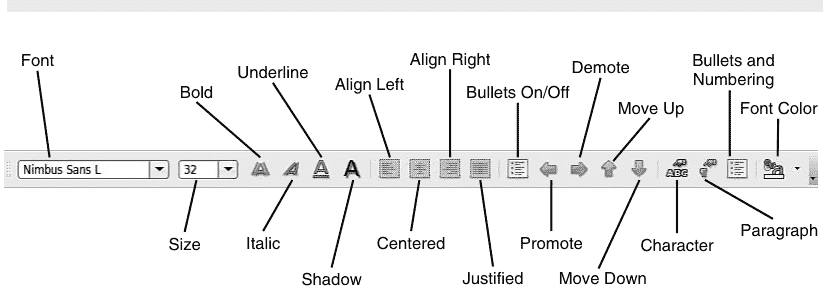 Font
Bold
Underline
Align Left
Align Right
Bullets On/Off
Demote
Move Up
Bullets and
Numbering
Font Color
Nimbus Sans L
32
ABC
Size
Italic
Shadow
Centered
Justified
Promote
Move Down
Character
Paragraph